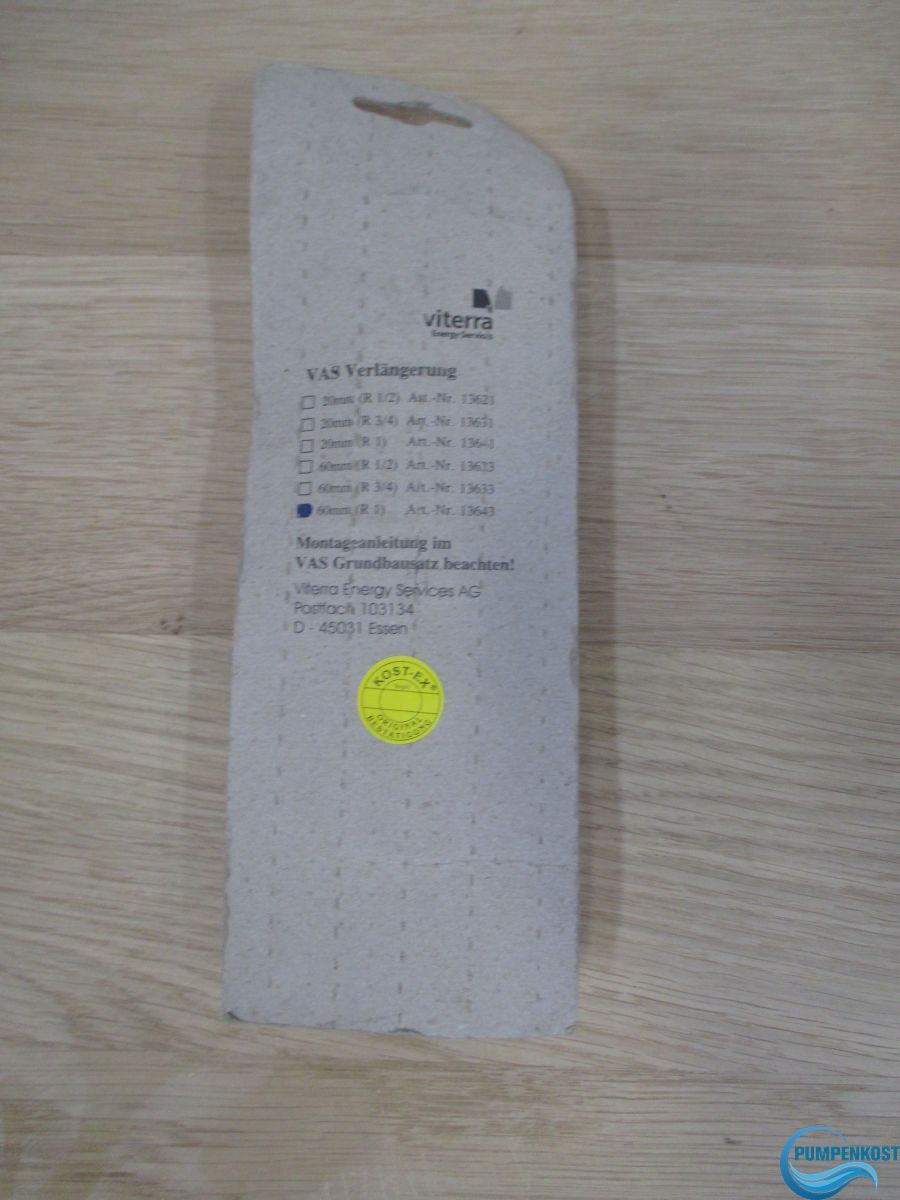 viterra
Energy Services
VAS Verlängerung
20mm (R 1/2) Art.-Nr. 13621
20mm (R 3/4) Art.-Nr. 13631
20mm (R 1) Art.-Nr. 13641
60mm (R 1/2) Art.-Nr. 13623
60mm (R 3/4) Art.-Nr. 13633
60mm (R 1) Art.-Nr. 13643
Montageanleitung im
VAS Grundbausatz beachten!
Viterra Energy Services AG
Postfach 103134
D - 45031 Essen
KOST-EX®
ORIGINAL
BESTÄTIGUNG
PUMPENKOST